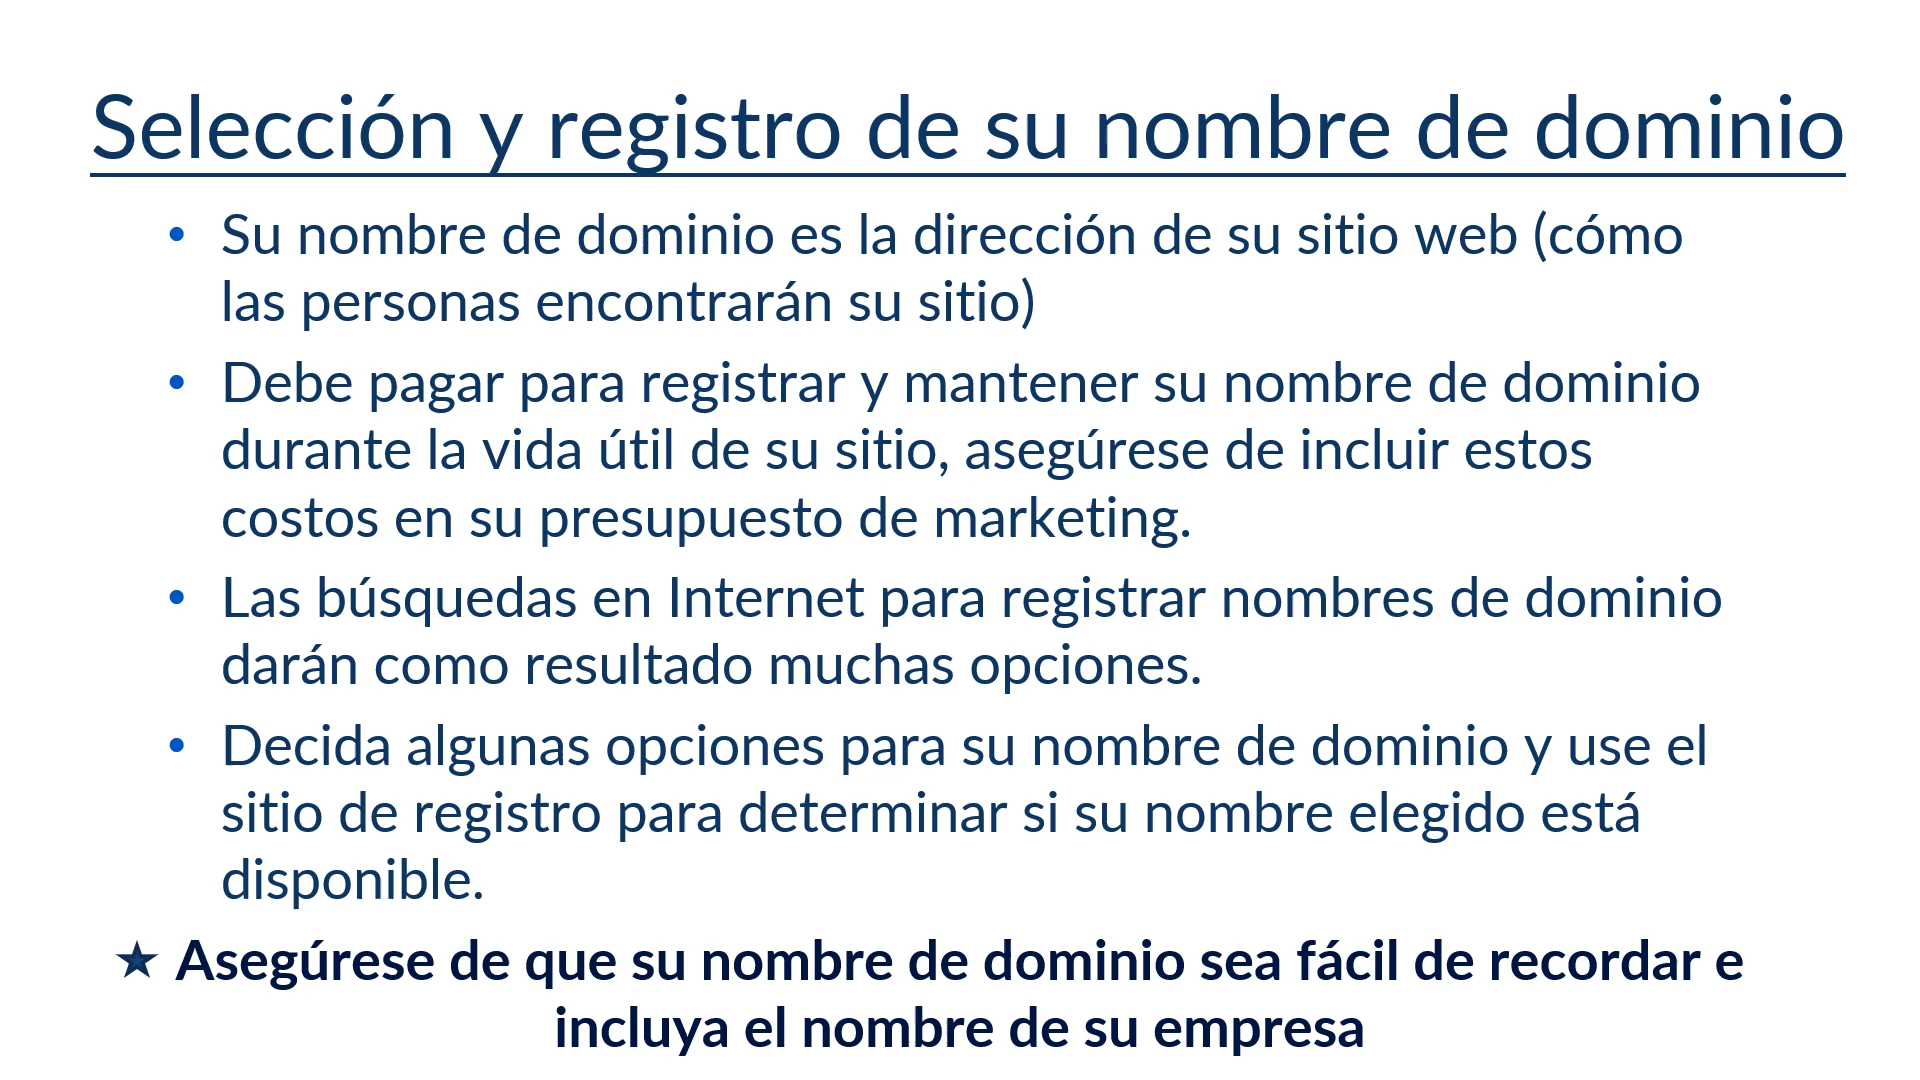 Selección y registro de su nombre de dominio
• Su nombre de dominio es la dirección de su sitio web (cómo
las personas encontrarán su sitio)
• Debe pagar para registrar y mantener su nombre de dominio
durante la vida útil de su sitio, asegúrese de incluir estos
costos en su presupuesto de marketing.
• Las búsquedas en Internet para registrar nombres de dominio
darán como resultado muchas opciones.
• Decida algunas opciones para su nombre de dominio y use el
sitio de registro para determinar si su nombre elegido está
disponible.
★ Asegúrese de que su nombre de dominio sea fácil de recordar e
incluya el nombre de su empresa